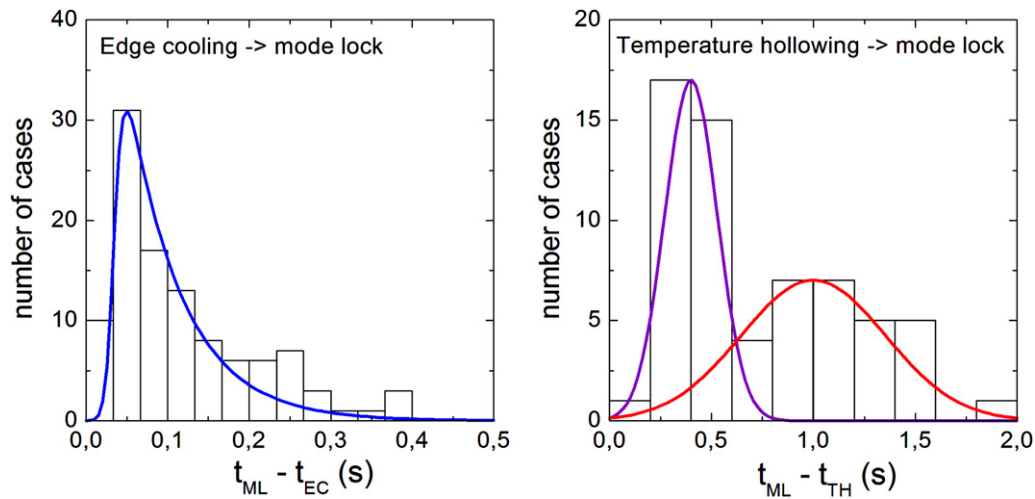 Edge cooling -> mode lock
number of cases
40
30
20
10
0
0,0 0,1 0,2 0,3 0,4 0,5
t_ML - t_EC (s)
Temperature hollowing -> mode lock
number of cases
20
15
10
5
0
0,0 0,5 1,0 1,5 2,0
t_ML - t_TH (s)